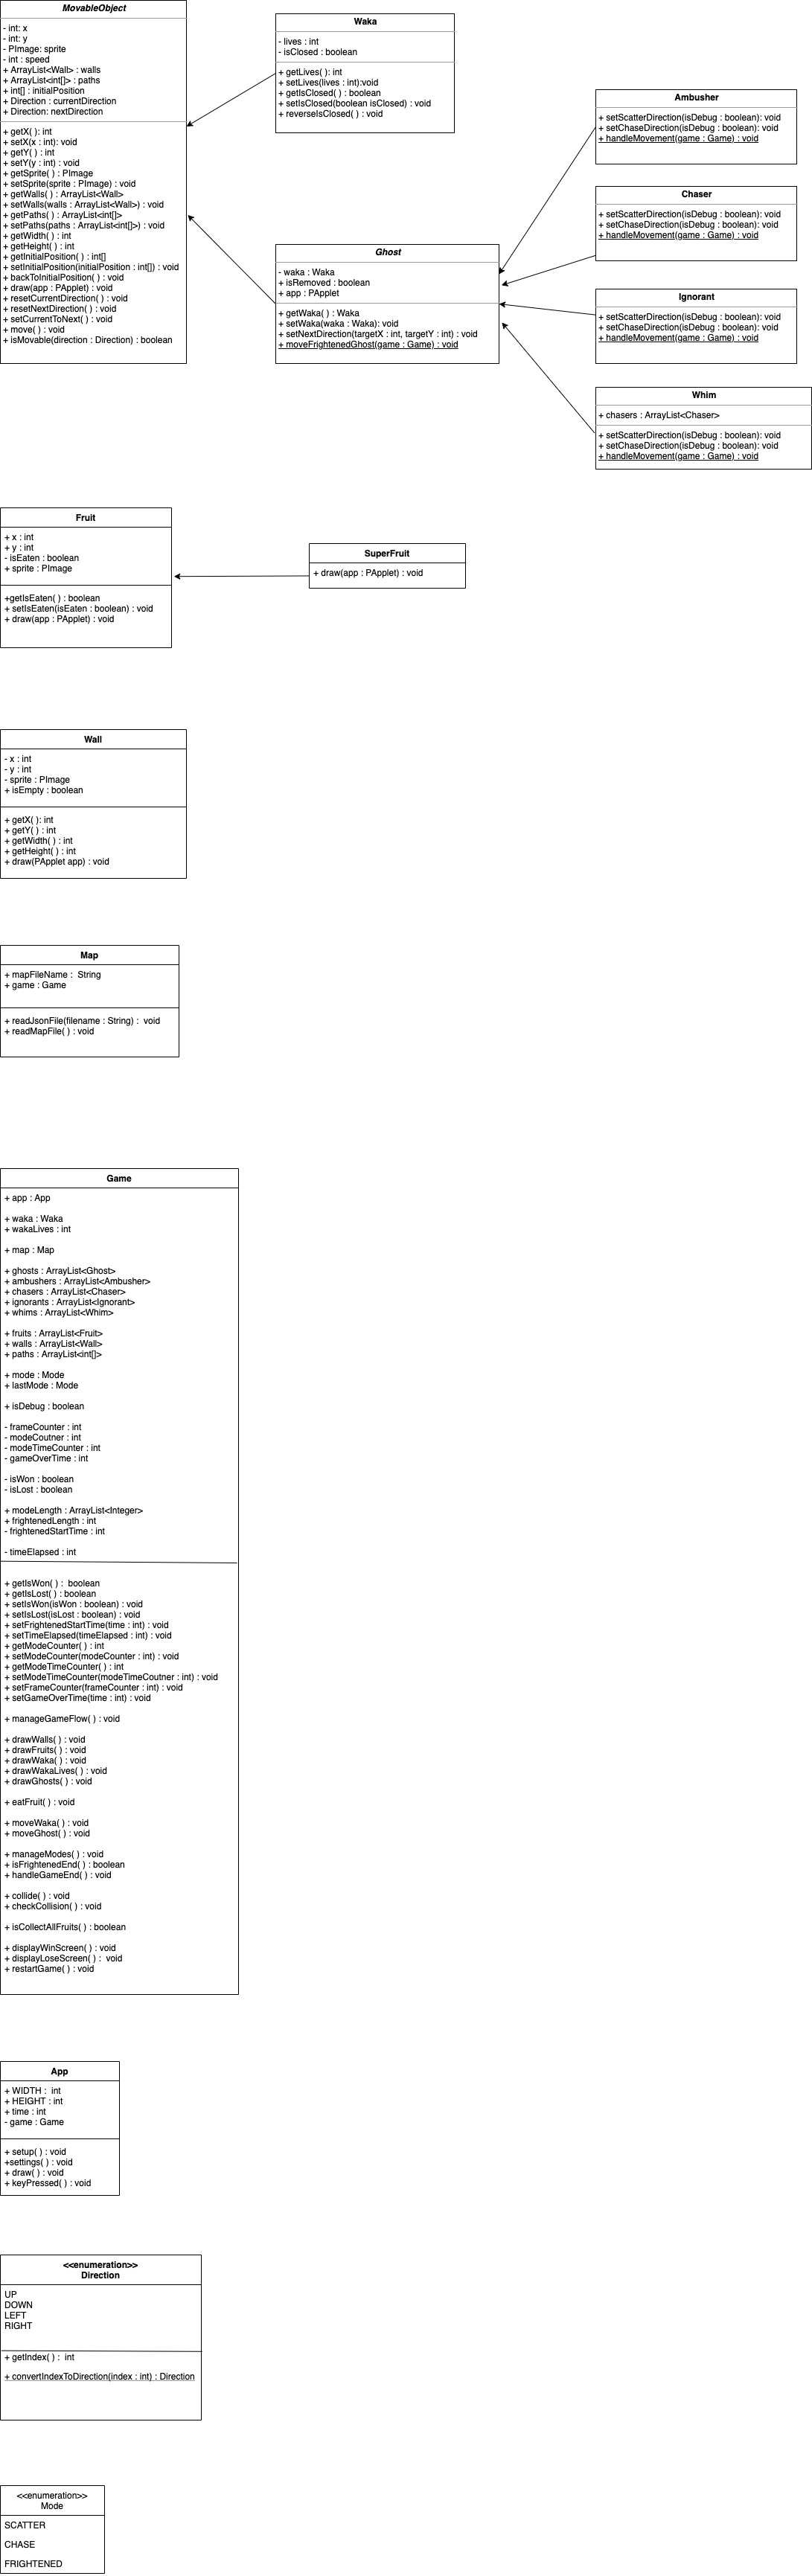 MovableObject
- int: x
- int: y
- PImage: sprite
- int : speed
+ ArrayList<Wall> : walls
+ ArrayList<int[]> : paths
+ int[] : initialPosition
+ Direction : currentDirection
+ Direction: nextDirection
+ getX( ): int
+ setX(x : int): void
+ getY( ) : int
+ setY(y : int) : void
+ getSprite( ) : PImage
+ setSprite(sprite : PImage) : void
+ getWalls( ) : ArrayList<Wall>
+ setWalls(walls : ArrayList<Wall>) : void
+ getPaths( ) : ArrayList<int[]>
+ setPaths(paths : ArrayList<int[]>) : void
+ getWidth( ) : int
+ getHeight( ) : int
+ getInitialPosition( ) : int[]
+ setInitialPosition(initialPosition : int[]) : void
+ backToInitialPosition( ) : void
+ draw(app : PApplet) : void
+ resetCurrentDirection( ) : void
+ resetNextDirection( ) : void
+ setCurrentToNext( ) : void
+ move( ) : void
+ isMovable(direction : Direction) : boolean
Waka
- lives : int
- isClosed : boolean
+ getLives( ): int
+ setLives(lives : int):void
+ getIsClosed( ) : boolean
+ setIsClosed(boolean isClosed) : void
+ reverseIsClosed( ) : void
Ghost
- waka : Waka
+ isRemoved : boolean
+ app : PApplet
+ getWaka( ) : Waka
+ setWaka(waka : Waka): void
+ setNextDirection(targetX : int, targetY : int) : void
+ moveFrightenedGhost(game : Game) : void
Ambusher
+ setScatterDirection(isDebug : boolean): void
+ setChaseDirection(isDebug : boolean): void
+ handleMovement(game : Game) : void
Chaser
+ setScatterDirection(isDebug : boolean): void
+ setChaseDirection(isDebug : boolean): void
+ handleMovement(game : Game) : void
Ignorant
+ setScatterDirection(isDebug : boolean): void
+ setChaseDirection(isDebug : boolean): void
+ handleMovement(game : Game) : void
Whim
+ chasers : ArrayList<Chaser>
+ setScatterDirection(isDebug : boolean): void
+ setChaseDirection(isDebug : boolean): void
+ handleMovement(game : Game) : void
Fruit
+ x : int
+ y : int
- isEaten : boolean
+ sprite : PImage
+getIsEaten( ) : boolean
+ setIsEaten(isEaten : boolean) : void
+ draw(app : PApplet) : void
SuperFruit
+ draw(app : PApplet) : void
Wall
- x : int
- y : int
- sprite : PImage
+ isEmpty : boolean
+ getX( ): int
+ getY( ) : int
+ getWidth( ) : int
+ getHeight( ) : int
+ draw(PApplet app) : void
Map
+ mapFileName : String
+ game : Game
+ readJsonFile(filename : String) : void
+ readMapFile( ) : void
Game
+ app : App
+ waka : Waka
+ wakaLives : int
+ map : Map
+ ghosts : ArrayList<Ghost>
+ ambushers : ArrayList<Ambusher>
+ chasers : ArrayList<Chaser>
+ ignorants : ArrayList<Ignorant>
+ whims : ArrayList<Whim>
+ fruits : ArrayList<Fruit>
+ walls : ArrayList<Wall>
+ paths : ArrayList<int[]>
+ mode : Mode
+ lastMode : Mode
+ isDebug : boolean
- frameCounter : int
- modeCoutner : int
- modeTimeCounter : int
- gameOverTime : int
- isWon : boolean
- isLost : boolean
+ modeLength : ArrayList<Integer>
+ frightenedLength : int
- frightenedStartTime : int
- timeElapsed : int
+ getIsWon( ) : boolean
+ getIsLost( ) : boolean
+ setIsWon(isWon : boolean) : void
+ setIsLost(isLost : boolean) : void
+ setFrightenedStartTime(time : int) : void
+ setTimeElapsed(timeElapsed : int) : void
+ getModeCounter( ) : int
+ setModeCounter(modeCounter : int) : void
+ getModeTimeCounter( ) : int
+ setModeTimeCounter(modeTimeCoutner : int) : void
+ setFrameCounter(frameCounter : int) : void
+ setGameOverTime(time : int) : void
+ manageGameFlow( ) : void
+ drawWalls( ) : void
+ drawFruits( ) : void
+ drawWaka( ) : void
+ drawWakaLives( ) : void
+ drawGhosts( ) : void
+ eatFruit( ) : void
+ moveWaka( ) : void
+ moveGhost( ) : void
+ manageModes( ) : void
+ isFrightenedEnd( ) : boolean
+ handleGameEnd( ) : void
+ collide( ) : void
+ checkCollision( ) : void
+ isCollectAllFruits( ) : boolean
+ displayWinScreen( ) : void
+ displayLoseScreen( ) : void
+ restartGame( ) : void
App
+ WIDTH : int
+ HEIGHT : int
+ time : int
- game : Game
+ setup( ) : void
+settings( ) : void
+ draw( ) : void
+ keyPressed( ) : void
<<enumeration>>
Direction
UP
DOWN
LEFT
RIGHT
+ getIndex( ) : int
+ convertIndexToDirection(index : int) : Direction
<<enumeration>>
Mode
SCATTER
CHASE
FRIGHTENED